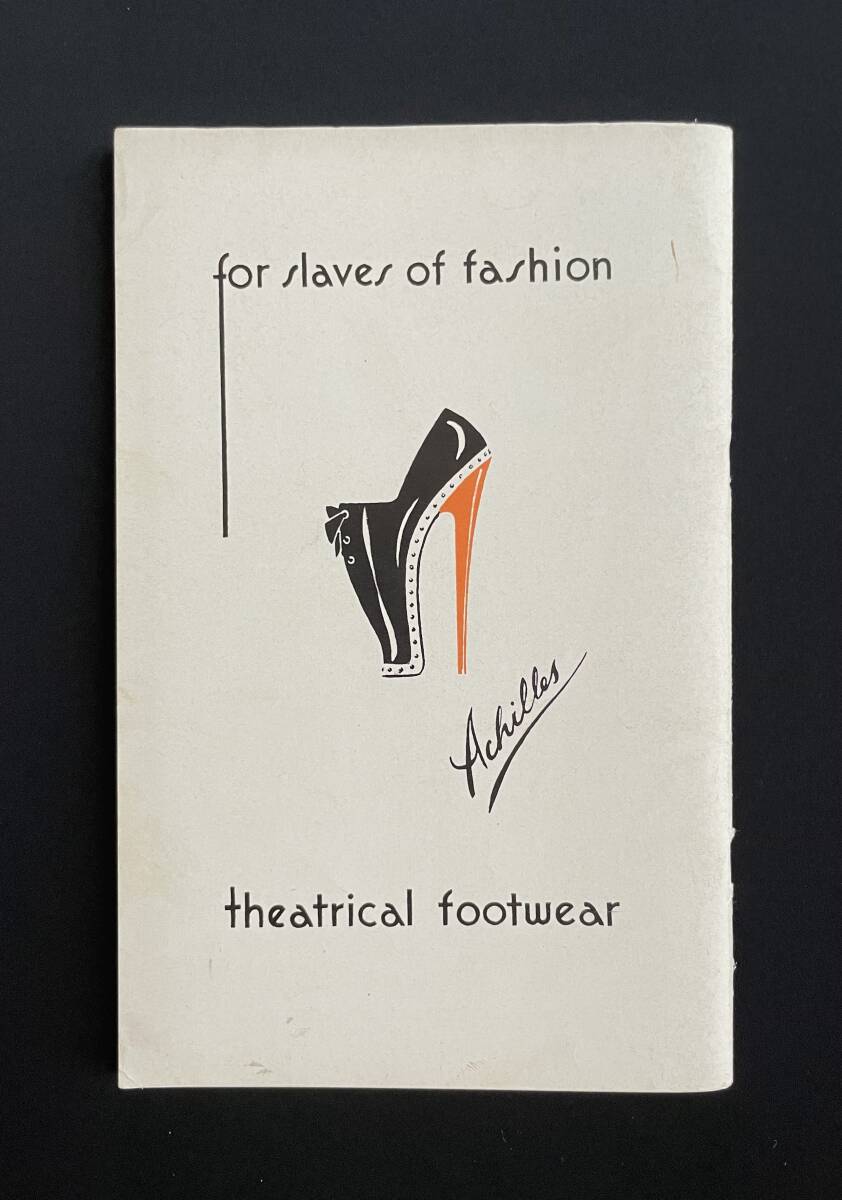 for slaves of fashion
Achilles
theatrical footwear